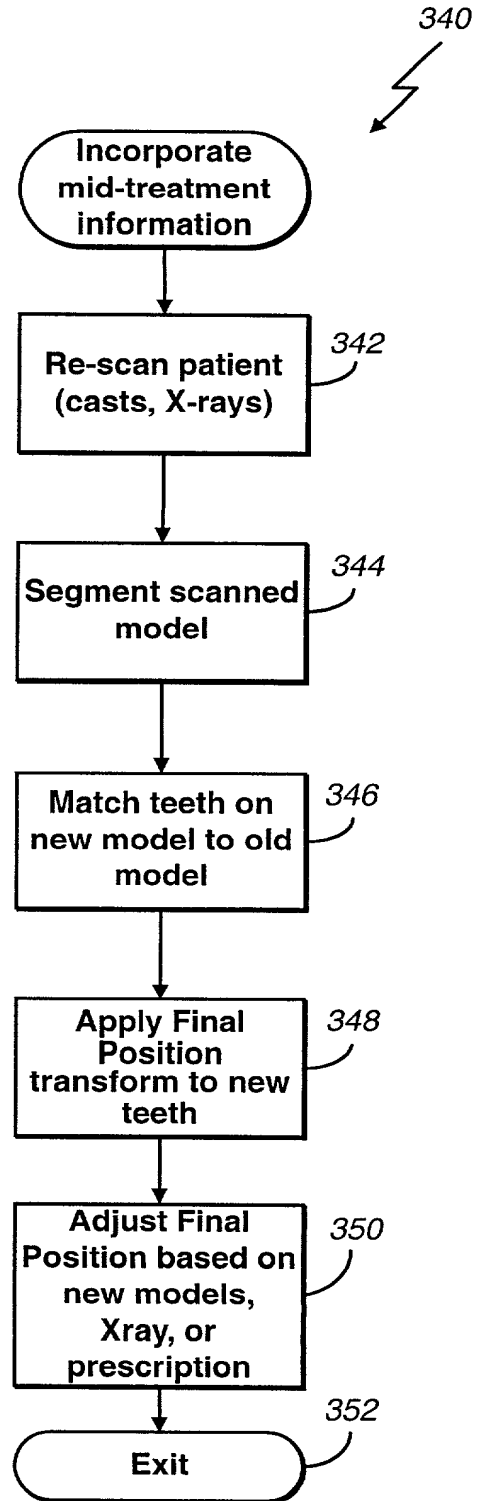 340
Incorporate
mid-treatment
information
342
Re-scan patient
(casts, X-rays)
344
Segment scanned
model
346
Match teeth on
new model to old
model
348
Apply Final
Position
transform to new
teeth
350
Adjust Final
Position based on
new models,
Xray, or
prescription
352
Exit